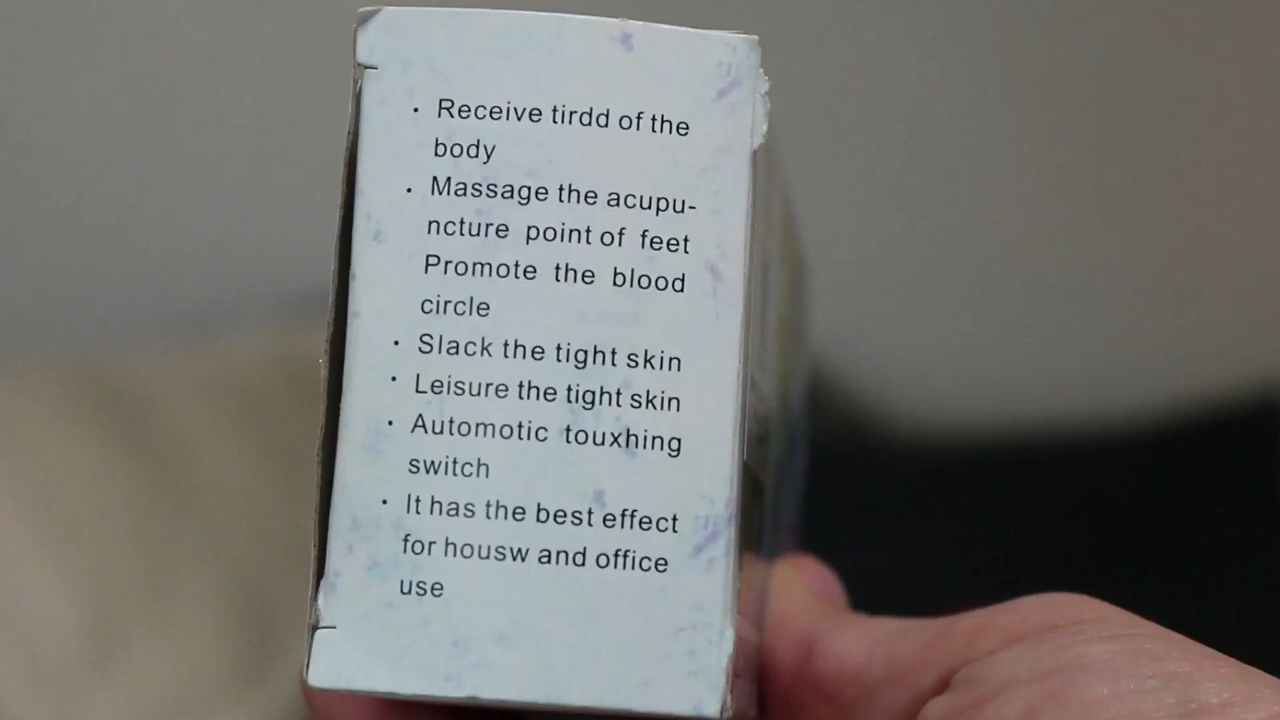 · Receive tirdd of the
body
· Massage the acupu-
ncture point of feet
Promote the blood
circle
· Slack the tight skin
· Leisure the tight skin
· Automotic touxhing
switch
· It has the best effect
for housw and office
use